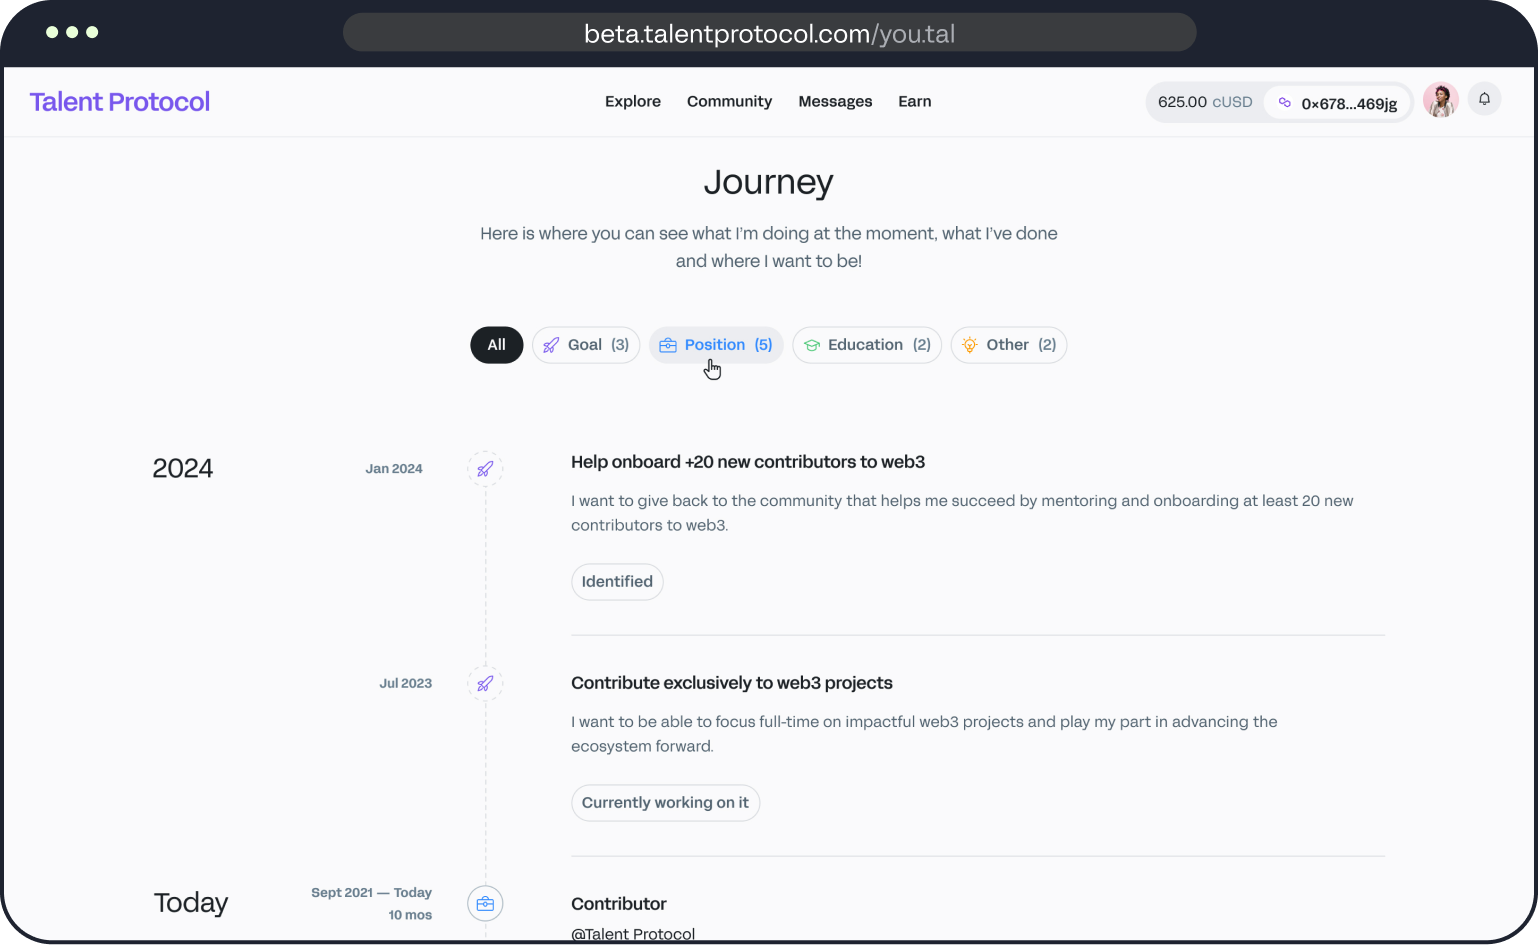 beta.talentprotocol.com/you.tal
Talent Protocol
Explore Community Messages Earn
625.00 cUSD 0x678...469jg
Journey
Here is where you can see what I'm doing at the moment, what I've done
and where I want to be!
All Goal (3) Position (5) Education (2) Other (2)
2024
Jan 2024
Help onboard +20 new contributors to web3
I want to give back to the community that helps me succeed by mentoring and onboarding at least 20 new
contributors to web3.
Identified
Jul 2023
Contribute exclusively to web3 projects
I want to be able to focus full-time on impactful web3 projects and play my part in advancing the
ecosystem forward.
Currently working on it
Today
Sept 2021 — Today
10 mos
Contributor
@Talent Protocol